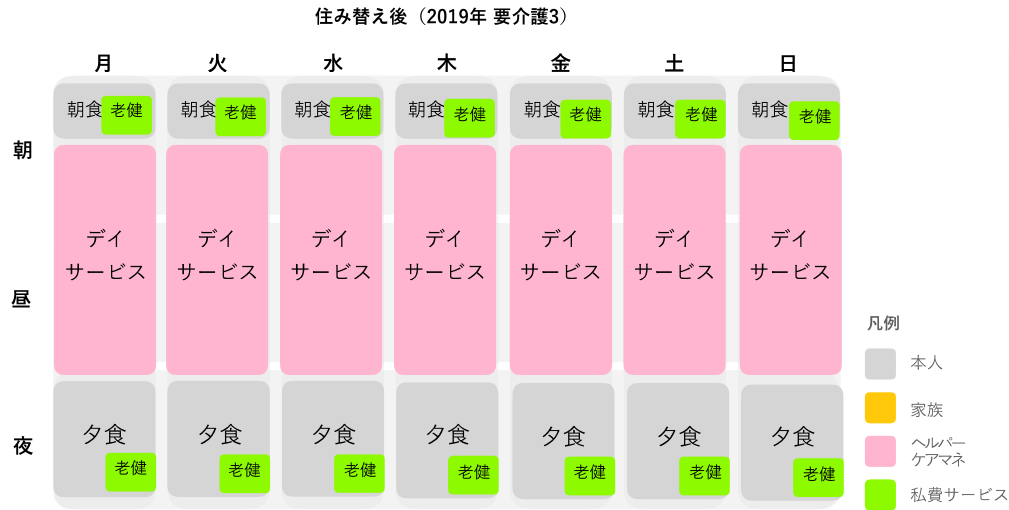 住み替え後（2019年 要介護3）
月 火 水 木 金 土 日
朝食 老健 朝食 老健 朝食 老健 朝食 老健 朝食 老健 朝食 老健 朝食 老健
朝
デイ デイ デイ デイ デイ デイ デイ
サービス サービス サービス サービス サービス サービス サービス
昼
夕食 夕食 夕食 夕食 夕食 夕食 夕食
夜
老健 老健 老健 老健 老健 老健 老健
凡例
本人
家族
ヘルパー
ケアマネ
私費サービス